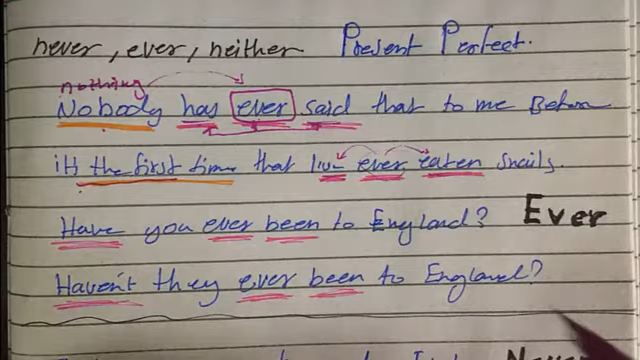 never, ever, neither Present Perfect.
nothing
Nobody has ever said that to me Before
it's the first time that I've ever eaten snails.
Have you ever been to England? Ever
Haven't they ever been to England?